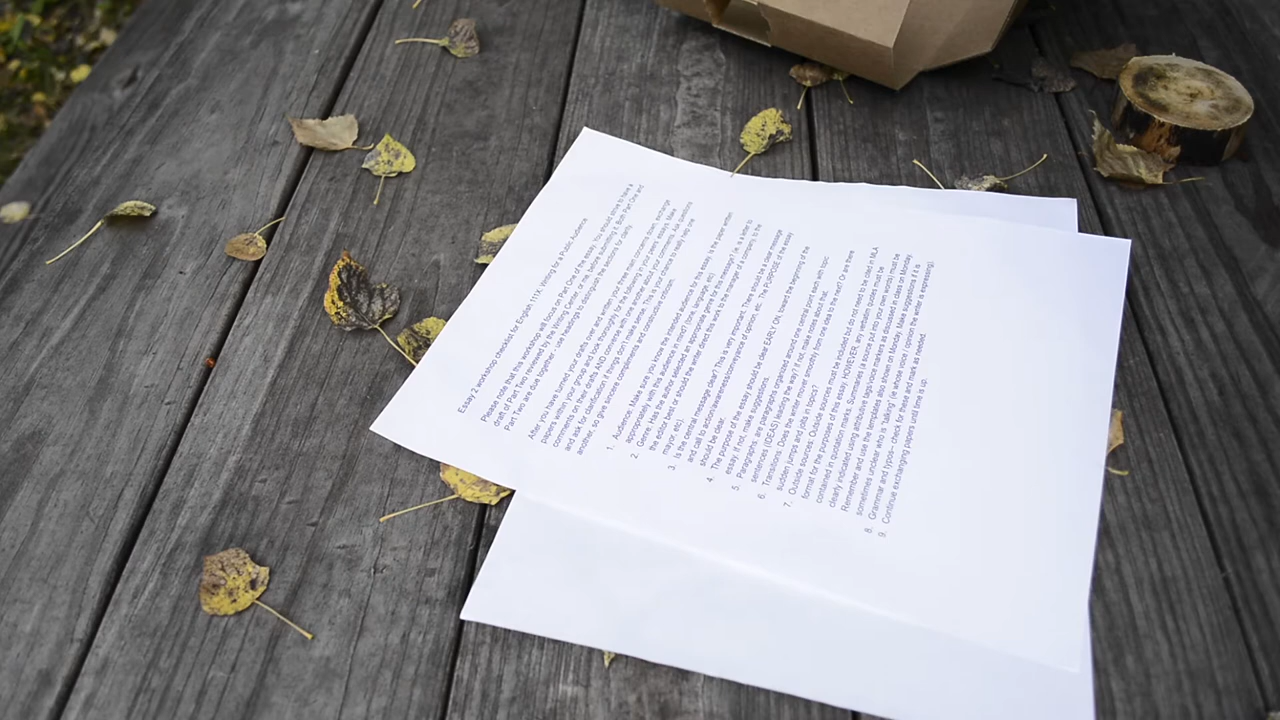 Essay 2 workshop checklist for English 111X: Writing for a Public Audience
Please note that this workshop will focus on Part One of the essay. You should strive to have a
draft of Part Two reviewed by the Writing Center, or me, before submitting it. Both Part One and
Part Two are due together - use headings to distinguish the sections for clarity.
After you have turned your drafts over and written your three main concerns down, exchange
papers within your group and look thoroughly for the following in your peers' essays. Make
comments on their drafts AND converse with one another about your comments. Ask questions
and ask for clarification if things don't make sense. This is your chance to really help one
another, so give sincere compliments and constructive criticism.
1. Audience: Make sure you know the intended audience for this essay. Is the paper written
appropriately with this audience in mind? (tone, language, etc)
2. Genre: Has the author selected an appropriate genre for this message? i.e. is a letter to
the editor best or should the writer direct this work to the manager of a company, to the
mayor, etc).
3. Is the central message clear? This is very important. There should be a clear message
and call to action/awareness/conveyance of opinion, etc. The PURPOSE of the essay
should be clear.
4. The purpose of the essay should be clear EARLY ON, toward the beginning of the
essay. If not, make suggestions.
5. Paragraphs: are paragraphs organized around one central point each with topic
sentences (IDEAS) leading the way? If not, make notes about that.
6. Transitions: Does the writer move smoothly from one idea to the next? Or are there
sudden jumps and jolts in topics?
7. Outside sources: Outside sources must be included but do not need to be cited in MLA
format for the purposes of this essay. HOWEVER, any verbatim quotes must be
contained in quotation marks. Summaries (a source put into your own words) must be
clearly indicated using attributive tags/voice markers as discussed in class on Monday.
Remember and use the templates also shown on Monday. Make suggestions if it is
sometimes unclear who is "talking" (ie whose voice / opinion the writer is expressing).
8. Grammar and typos– check for these and mark as needed.
9. Continue exchanging papers until time is up.